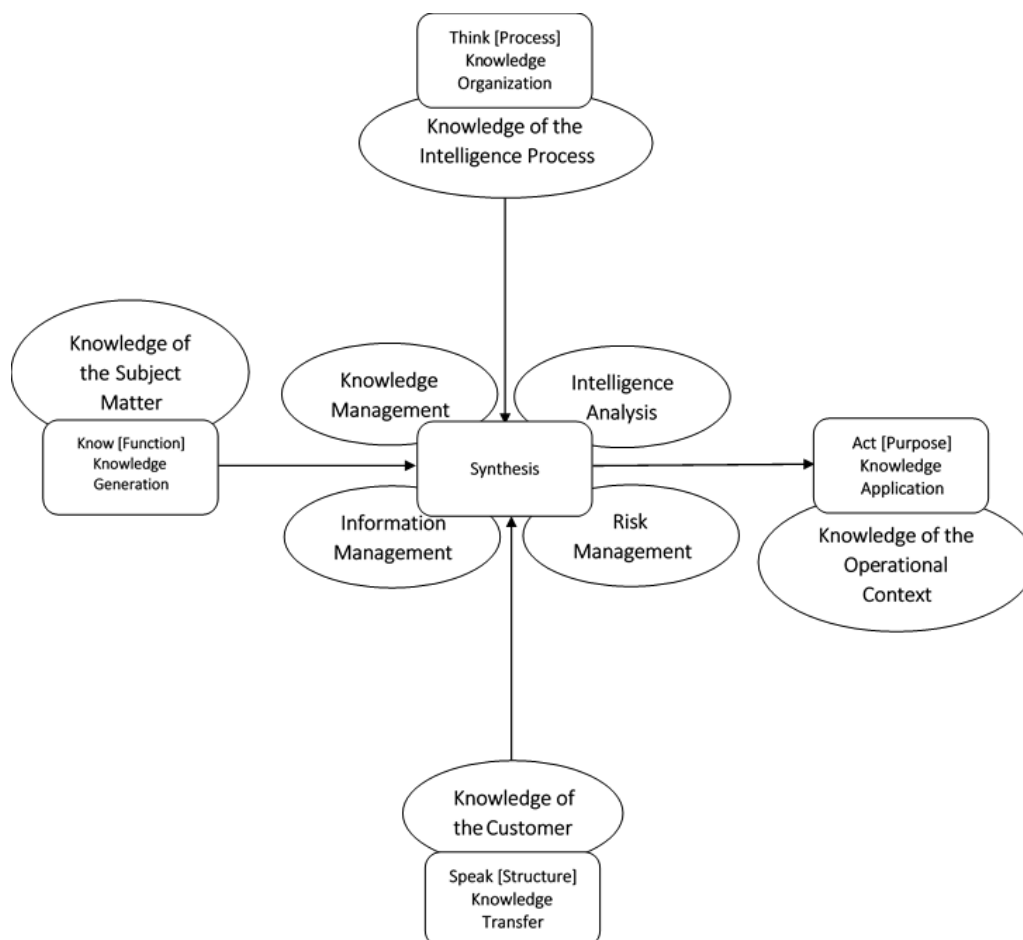 Think [Process]
Knowledge
Organization
Knowledge of the
Intelligence Process
Knowledge of
the Subject
Matter
Know [Function]
Knowledge
Generation
Knowledge
Management
Intelligence
Analysis
Synthesis
Information
Management
Risk
Management
Act [Purpose]
Knowledge
Application
Knowledge of the
Operational
Context
Knowledge of
the Customer
Speak [Structure]
Knowledge
Transfer